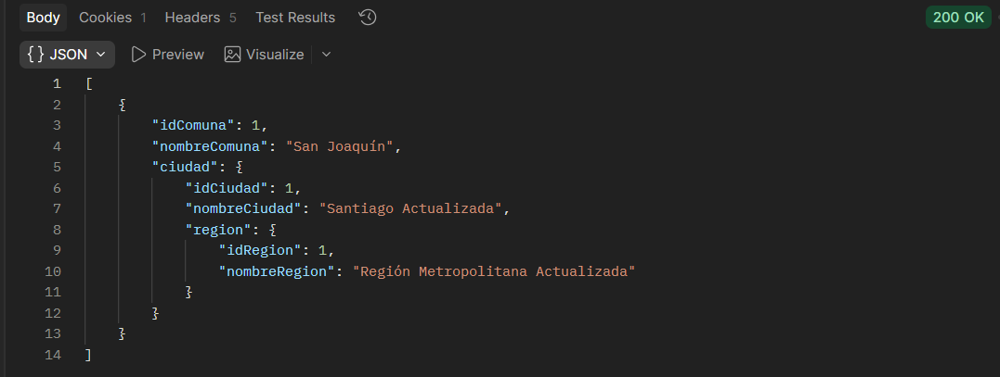 Body Cookies 1 Headers 5 Test Results 200 OK
{} JSON Preview Visualize
1 [
2 {
3 "idComuna": 1,
4 "nombreComuna": "San Joaquín",
5 "ciudad": {
6 "idCiudad": 1,
7 "nombreCiudad": "Santiago Actualizada",
8 "region": {
9 "idRegion": 1,
10 "nombreRegion": "Región Metropolitana Actualizada"
11 }
12 }
13 }
14 ]